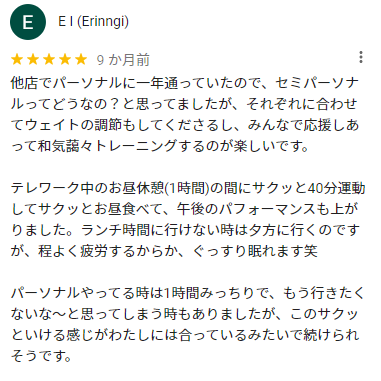 E
E I (Erinngi)
9 か月前
他店でパーソナルに一年通っていたので、セミパーソナ
ルってどうなの？と思ってましたが、それぞれに合わせ
てウェイトの調節もしてくださるし、みんなで応援しあ
って和気藹々トレーニングするのが楽しいです。
テレワーク中のお昼休憩(1時間)の間にサクッと40分運動
してサクッとお昼食べて、午後のパフォーマンスも上が
りました。ランチ時間に行けない時は夕方に行くのです
が、程よく疲労するからか、ぐっすり眠れます笑
パーソナルやってる時は1時間みっちりで、もう行きたく
ないな〜と思ってしまう時もありましたが、このサクッ
といける感じがわたしには合っているみたいで続けられ
そうです。